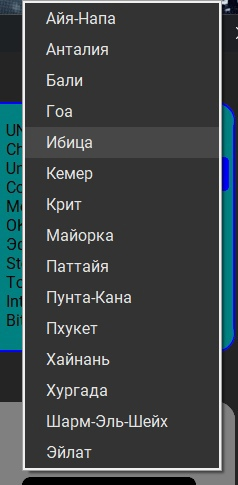 Айя-Напа
Анталия
Бали
Гоа
Ибица
Кемер
Крит
Майорка
Паттайя
Пунта-Кана
Пхукет
Хайнань
Хургада
Шарм-Эль-Шейх
Эйлат